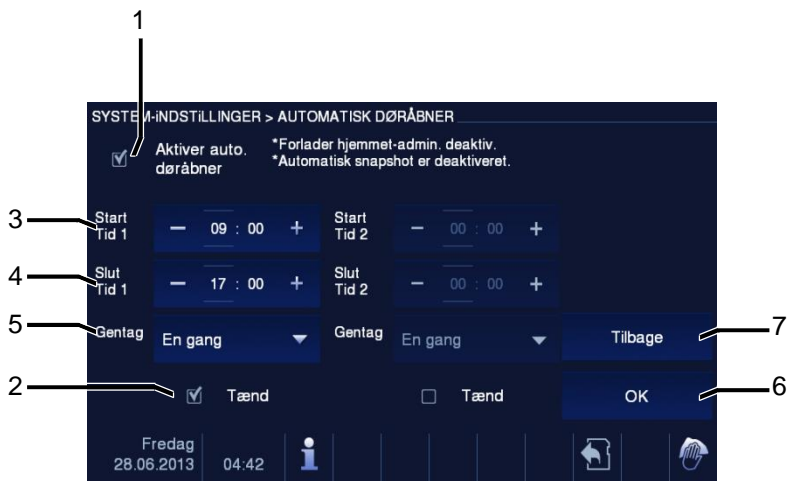 1
SYSTEM-iNDSTiLLINGER > AUTOMATISK DØRÅBNER
Aktiver auto.
døråbner
*Forlader hjemmet-admin. deaktiv.
*Automatisk snapshot er deaktiveret.
3
Start
Tid 1
− 09 : 00 +
Start
Tid 2
− 00 : 00 +
4
Slut
Tid 1
− 17 : 00 +
Slut
Tid 2
− 00 : 00 +
5
Gentag
En gang
Gentag
En gang
Tilbage
7
2
Tænd
Tænd
OK
6
Fredag
28.06.2013
04:42